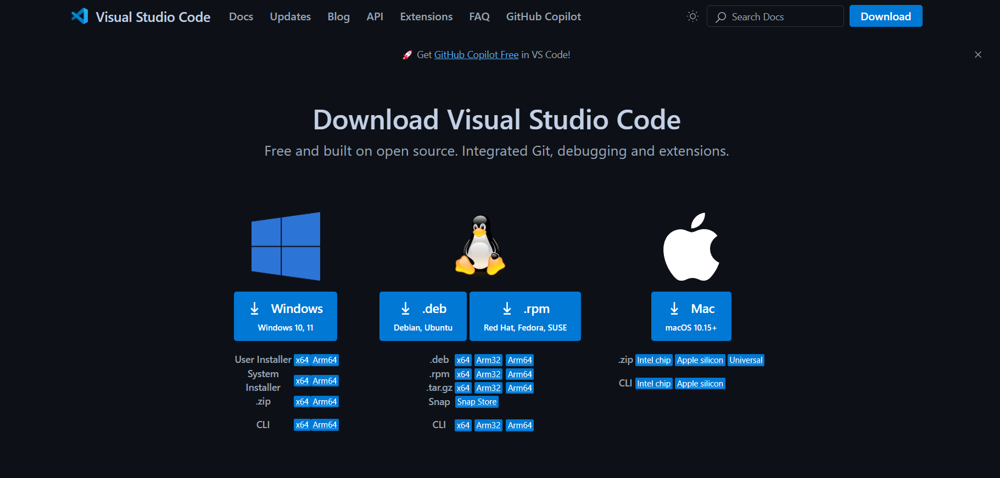 Visual Studio Code Docs Updates Blog API Extensions FAQ GitHub Copilot Search Docs Download
🚀 Get GitHub Copilot Free in VS Code!
Download Visual Studio Code
Free and built on open source. Integrated Git, debugging and extensions.
Windows
Windows 10, 11
User Installer x64 Arm64
System
Installer x64 Arm64
.zip x64 Arm64
CLI x64 Arm64
.deb
Debian, Ubuntu
.rpm
Red Hat, Fedora, SUSE
.deb x64 Arm32 Arm64
.rpm x64 Arm32 Arm64
.tar.gz x64 Arm32 Arm64
Snap Snap Store
CLI x64 Arm32 Arm64
Mac
macOS 10.15+
.zip Intel chip Apple silicon Universal
CLI Intel chip Apple silicon